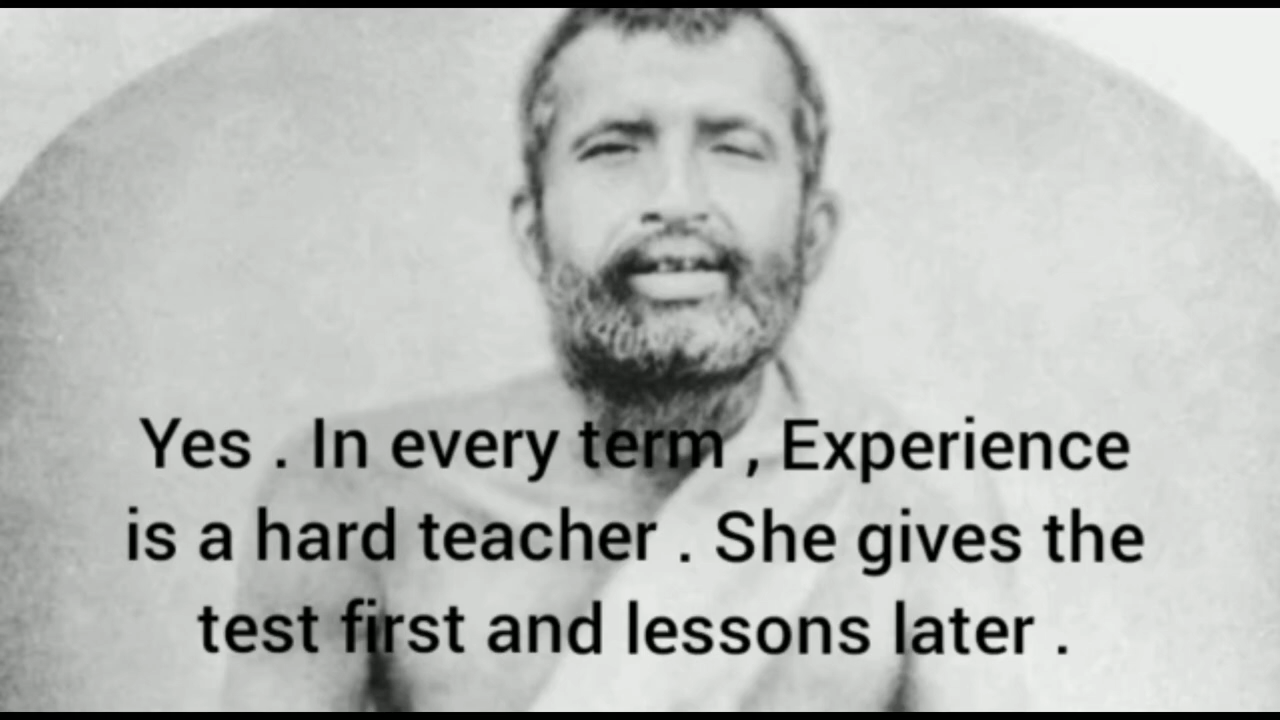 Yes . In every term , Experience
is a hard teacher . She gives the
test first and lessons later .